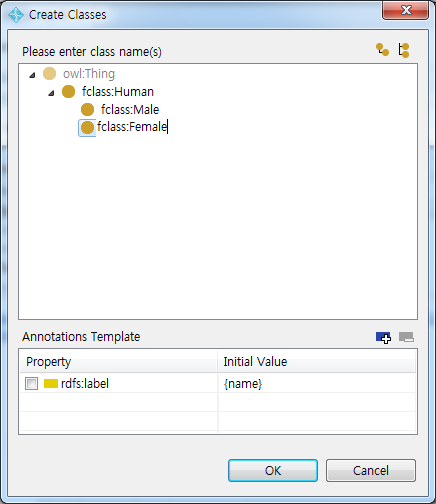 Create Classes
Please enter class name(s)
owl:Thing
fclass:Human
fclass:Male
fclass:Female
Annotations Template
Property Initial Value
rdfs:label {name}
OK Cancel